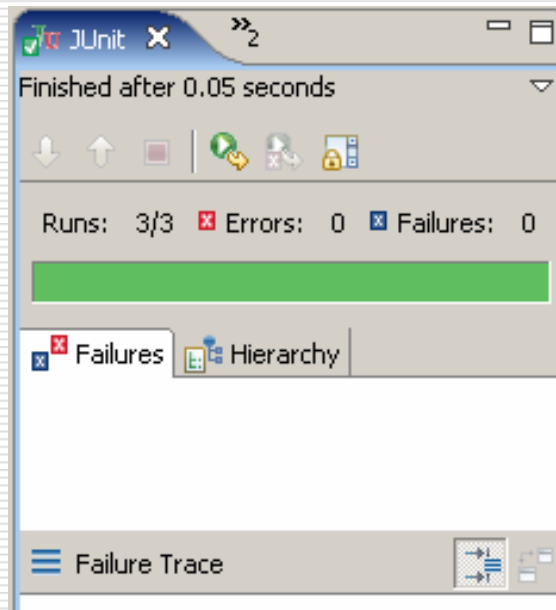 JUnit
»2
Finished after 0.05 seconds
Runs: 3/3 Errors: 0 Failures: 0
Failures Hierarchy
Failure Trace